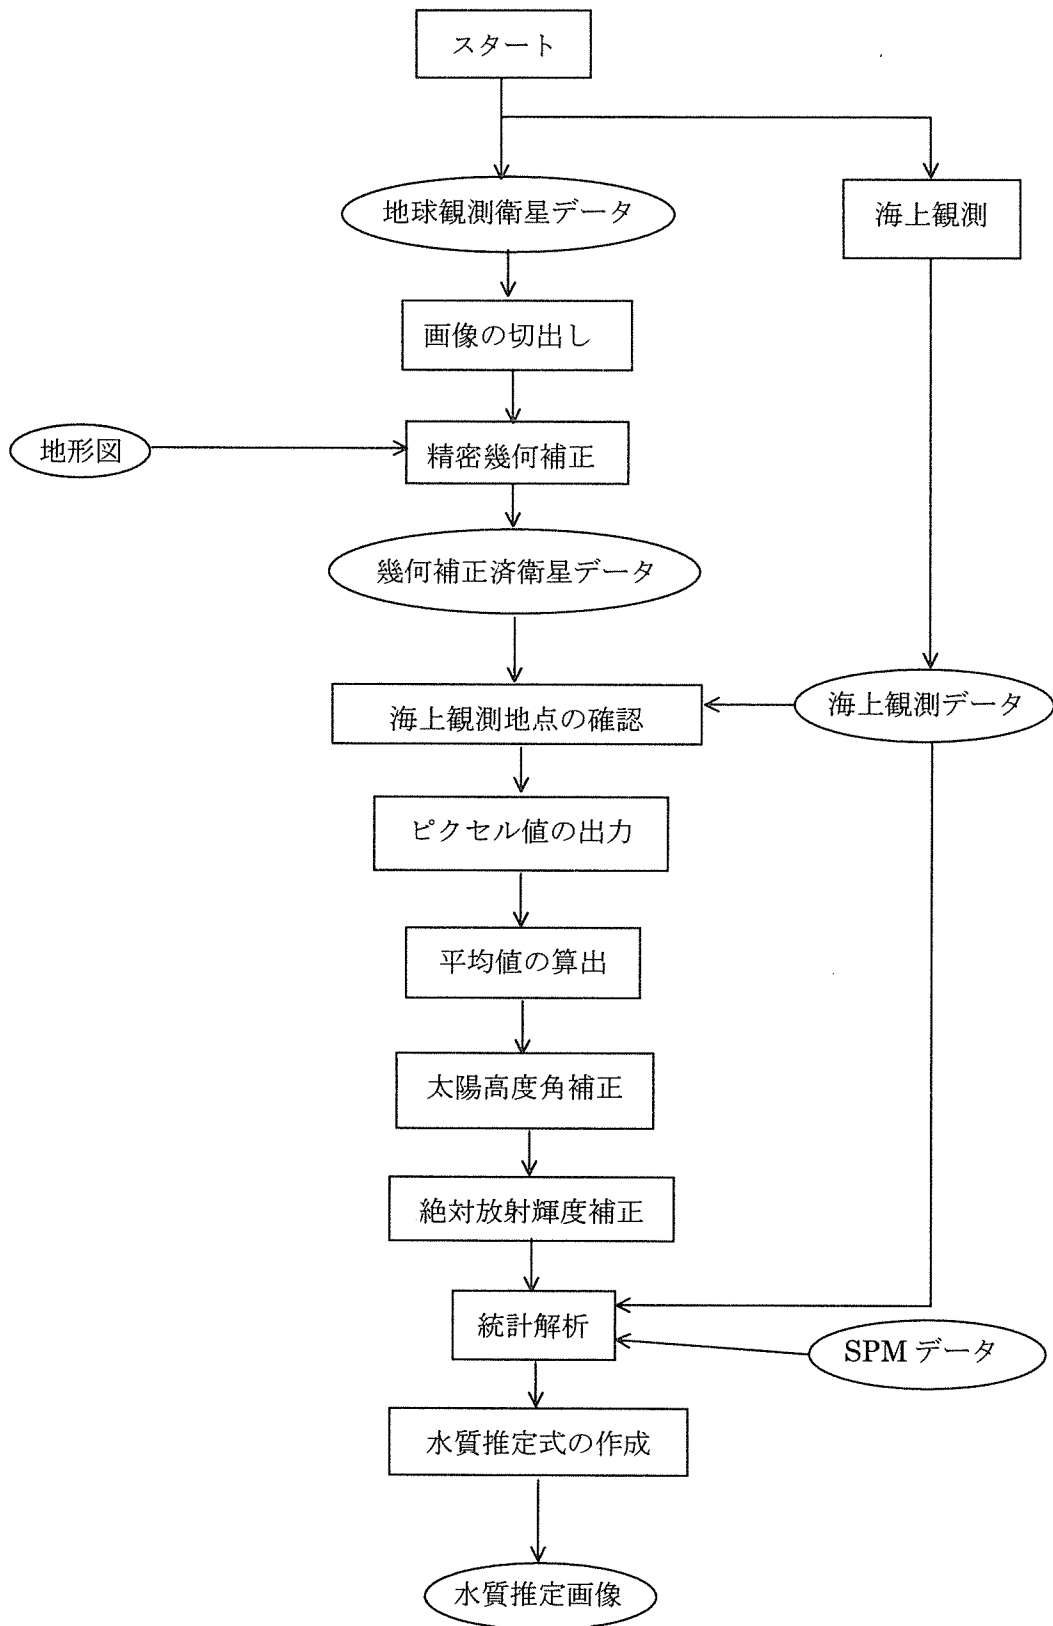 スタート
地球観測衛星データ
海上観測
画像の切出し
地形図
精密幾何補正
幾何補正済衛星データ
海上観測地点の確認
海上観測データ
ピクセル値の出力
平均値の算出
太陽高度角補正
絶対放射輝度補正
統計解析
SPM データ
水質推定式の作成
水質推定画像